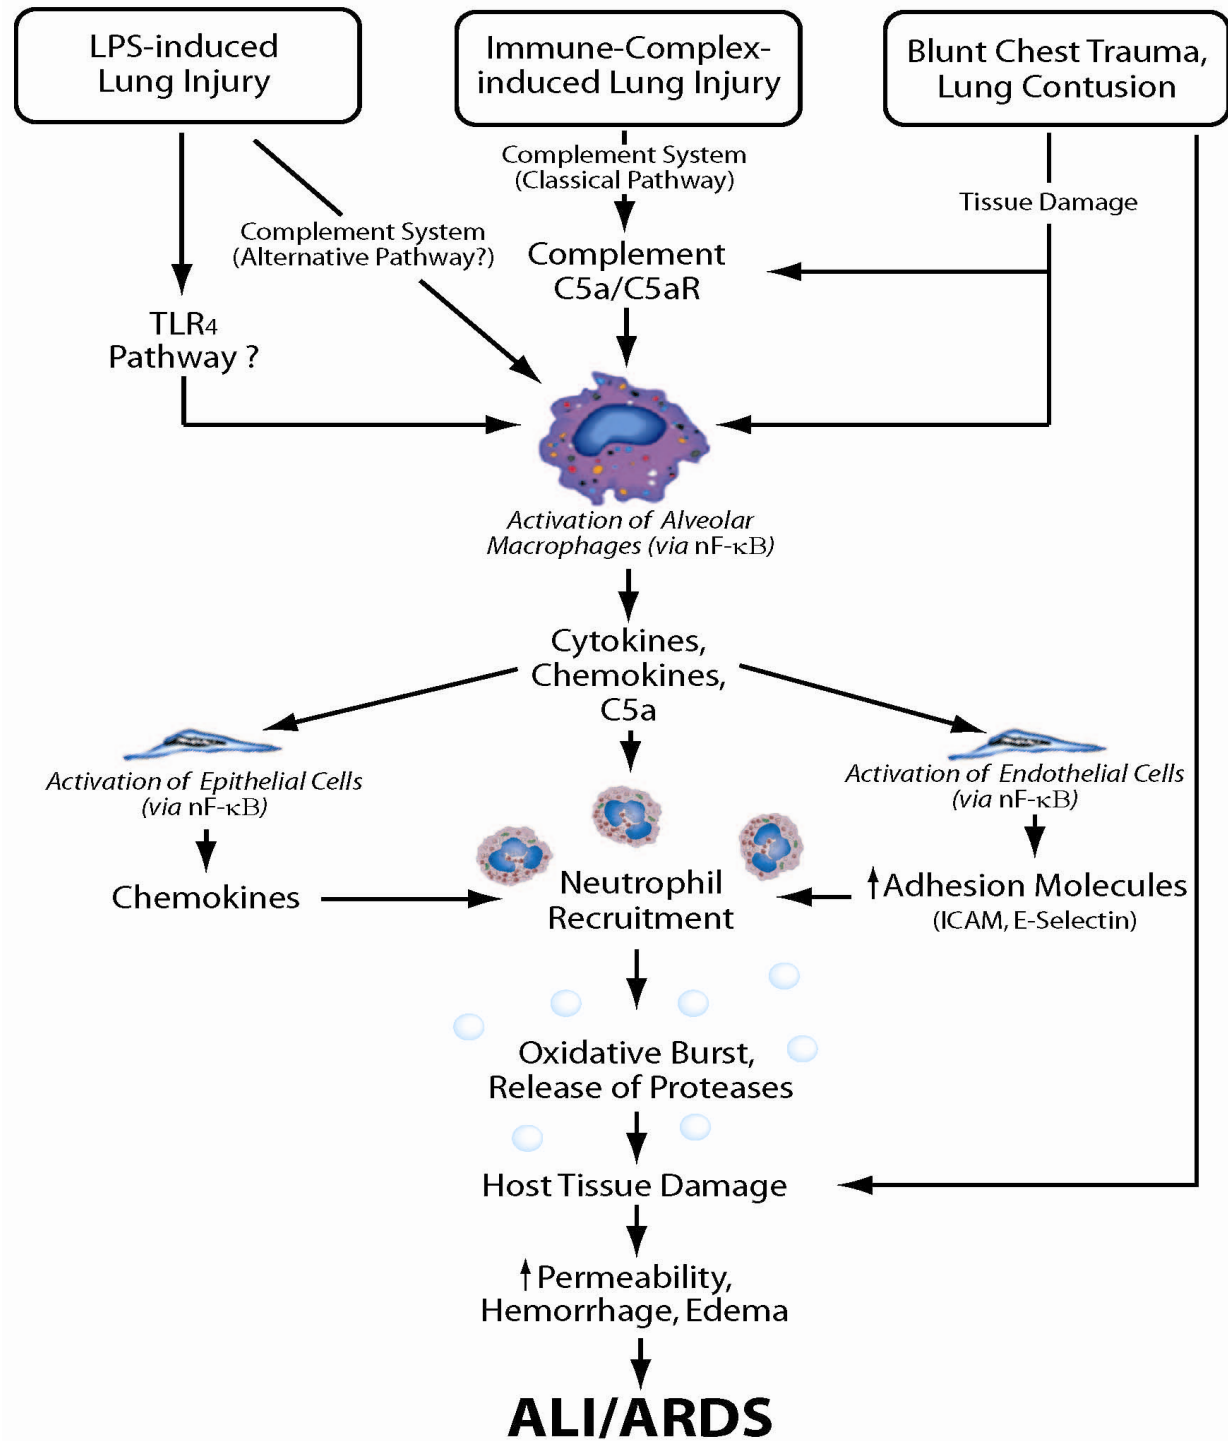 LPS-induced
Lung Injury
Immune-Complex-
induced Lung Injury
Blunt Chest Trauma,
Lung Contusion
Complement System
(Classical Pathway)
Tissue Damage
Complement System
(Alternative Pathway?)
Complement
C5a/C5aR
TLR4
Pathway ?
Activation of Alveolar
Macrophages (via nF-κB)
Cytokines,
Chemokines,
C5a
Activation of Epithelial Cells
(via nF-κB)
Activation of Endothelial Cells
(via nF-κB)
Chemokines
Neutrophil
Recruitment
Adhesion Molecules
(ICAM, E-Selectin)
Oxidative Burst,
Release of Proteases
Host Tissue Damage
Permeability,
Hemorrhage, Edema
ALI/ARDS